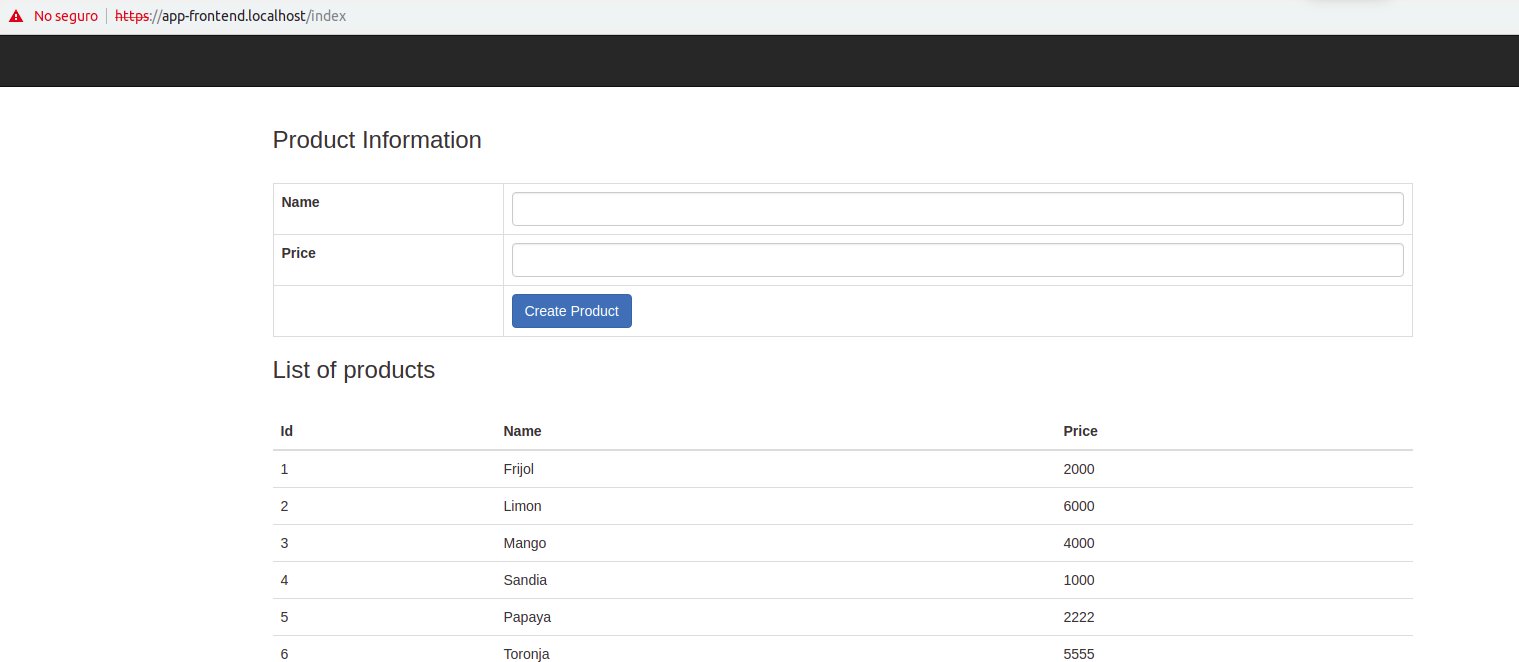 No seguro https://app-frontend.localhost/index
Product Information
Name
Price
Create Product
List of products
Id Name Price
1 Frijol 2000
2 Limon 6000
3 Mango 4000
4 Sandia 1000
5 Papaya 2222
6 Toronja 5555